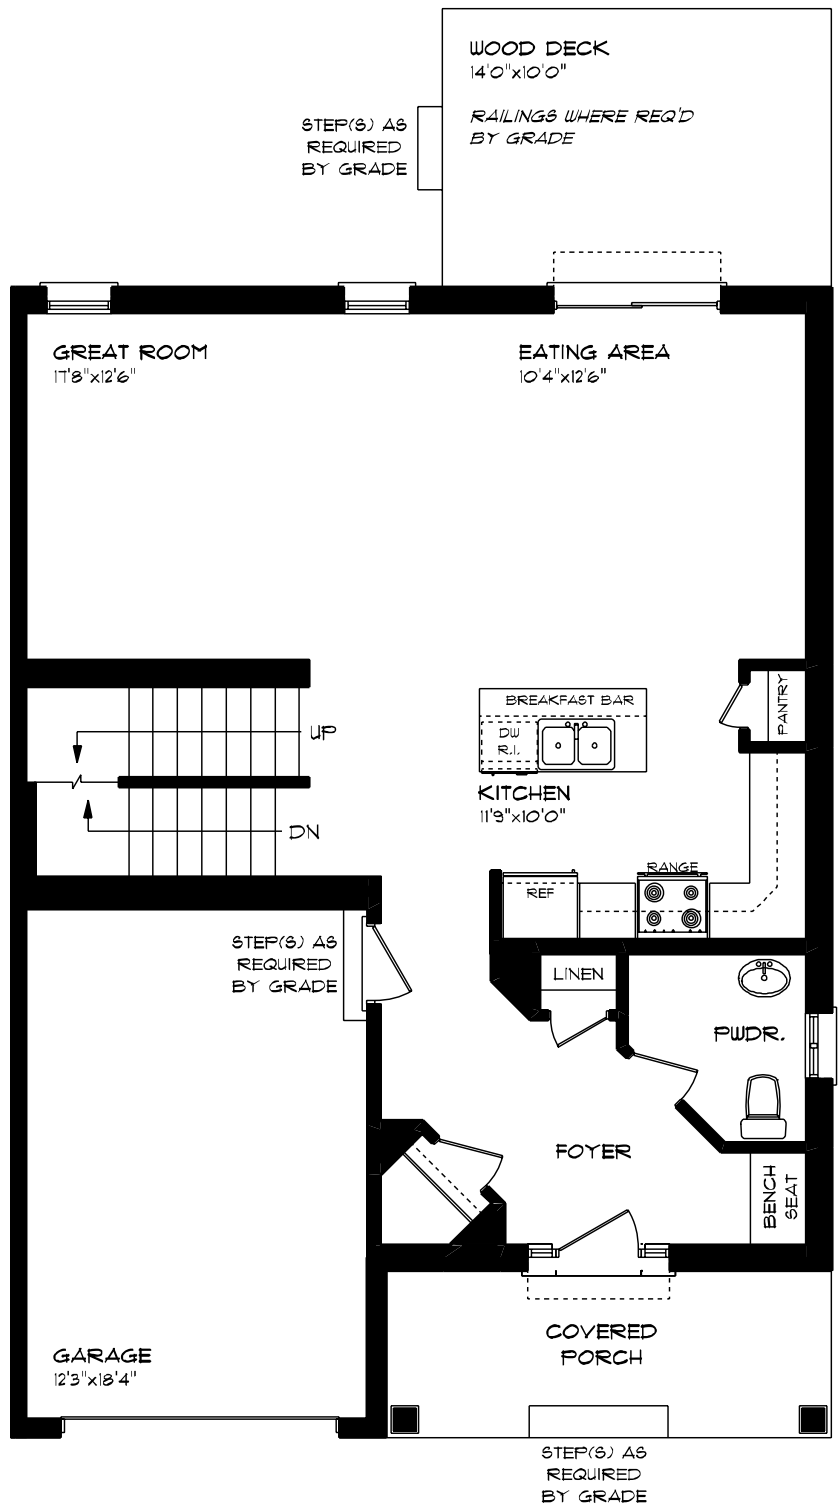 WOOD DECK
14'0"x10'0"
RAILINGS WHERE REQ'D
BY GRADE
STEP(S) AS
REQUIRED
BY GRADE
GREAT ROOM
17'8"x12'6"
EATING AREA
10'4"x12'6"
BREAKFAST BAR
DW
R.I.
PANTRY
UP
KITCHEN
11'9"x10'0"
DN
RANGE
REF
STEP(S) AS
REQUIRED
BY GRADE
LINEN
PWDR.
FOYER
BENCH
SEAT
COVERED
PORCH
GARAGE
12'3"x18'4"
STEP(S) AS
REQUIRED
BY GRADE